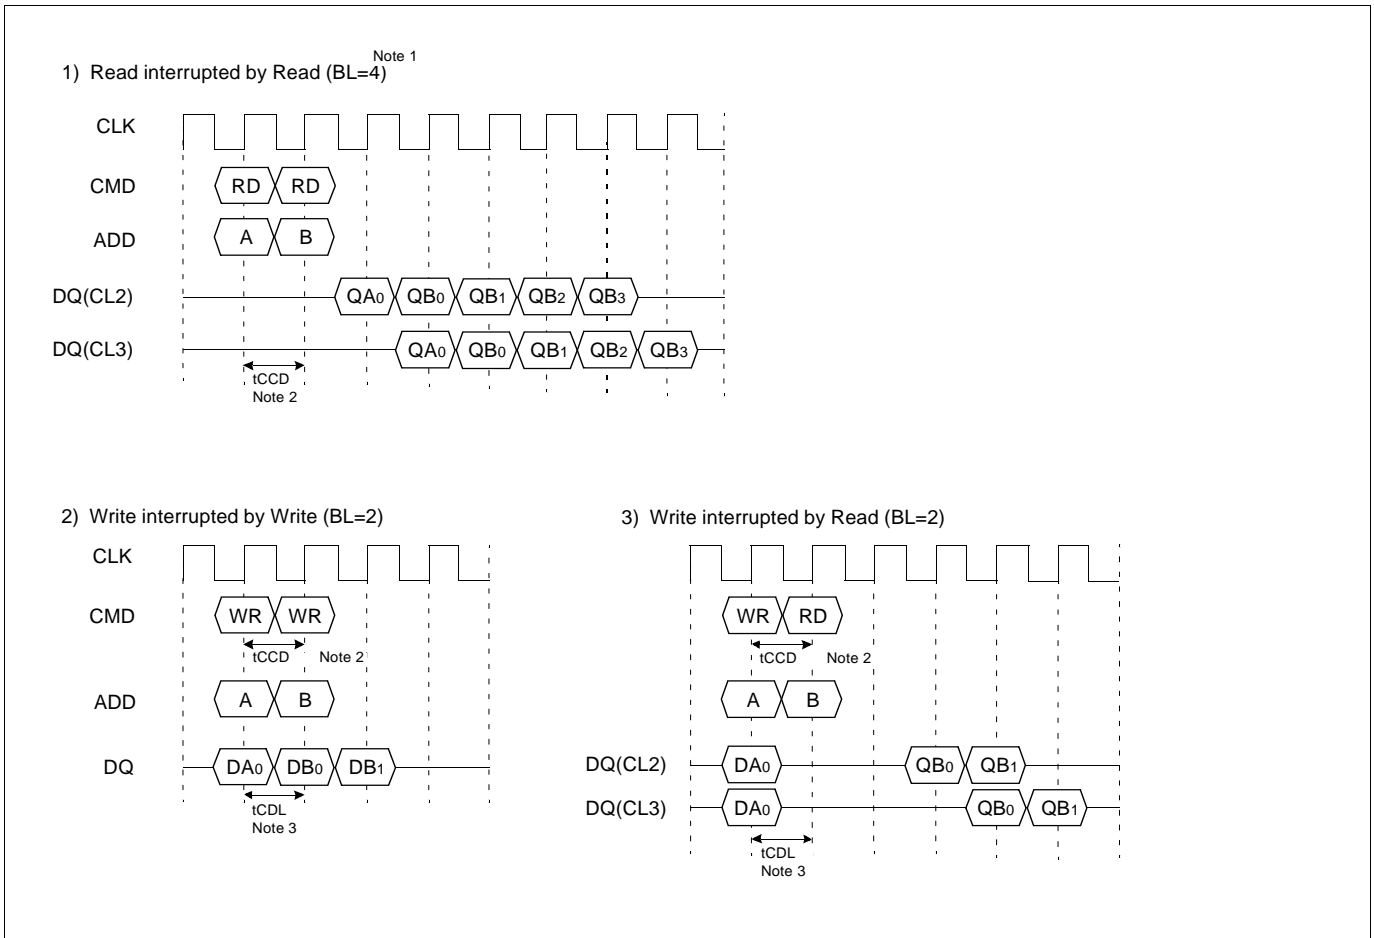 1) Read interrupted by Read (BL=4) Note 1
CLK
CMD RD RD
ADD A B
DQ(CL2) QA0 QB0 QB1 QB2 QB3
DQ(CL3) QA0 QB0 QB1 QB2 QB3
tCCD
Note 2
2) Write interrupted by Write (BL=2)
CLK
CMD WR WR
tCCD Note 2
ADD A B
DQ DA0 DB0 DB1
tCDL
Note 3
3) Write interrupted by Read (BL=2)
WR RD
tCCD Note 2
A B
DQ(CL2) DA0 QB0 QB1
DQ(CL3) DA0 QB0 QB1
tCDL
Note 3